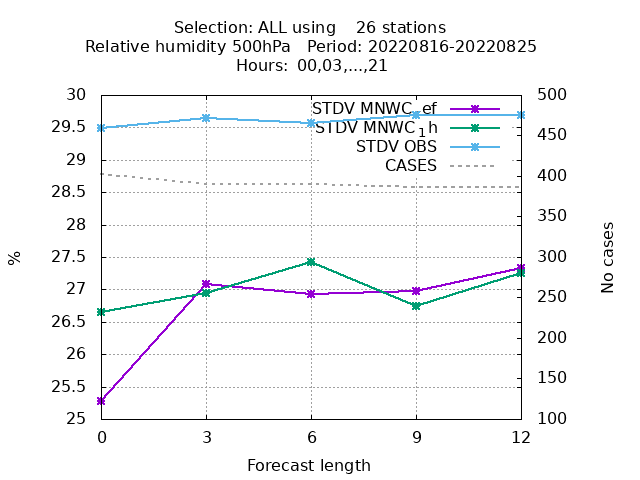 Selection: ALL using 26 stations
Relative humidity 500hPa Period: 20220816-20220825
Hours: 00,03,...,21
30
29.5
29
28.5
28
27.5
27
26.5
26
25.5
25
%
500
450
400
350
300
250
200
150
100
No cases
STDV MNWC_ref
STDV MNWC_1h
STDV OBS
CASES
0 3 6 9 12
Forecast length